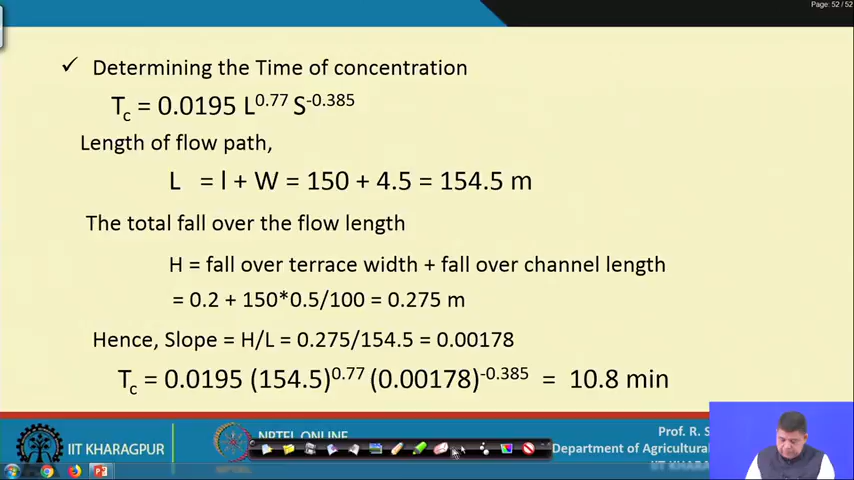 Page: 52 / 52
✓ Determining the Time of concentration
Tc = 0.0195 L^0.77 S^-0.385
Length of flow path,
L = l + W = 150 + 4.5 = 154.5 m
The total fall over the flow length
H = fall over terrace width + fall over channel length
= 0.2 + 150*0.5/100 = 0.275 m
Hence, Slope = H/L = 0.275/154.5 = 0.00178
Tc = 0.0195 (154.5)^0.77 (0.00178)^-0.385 = 10.8 min
IIT KHARAGPUR
NPTEL ONLINE
Prof. R. S
Department of Agricultural